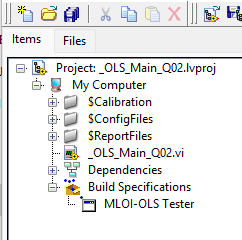 Items
Files
Project: _OLS_Main_Q02.lvproj
My Computer
$Calibration
$ConfigFiles
$ReportFiles
_OLS_Main_Q02.vi
Dependencies
Build Specifications
MLOI-OLS Tester